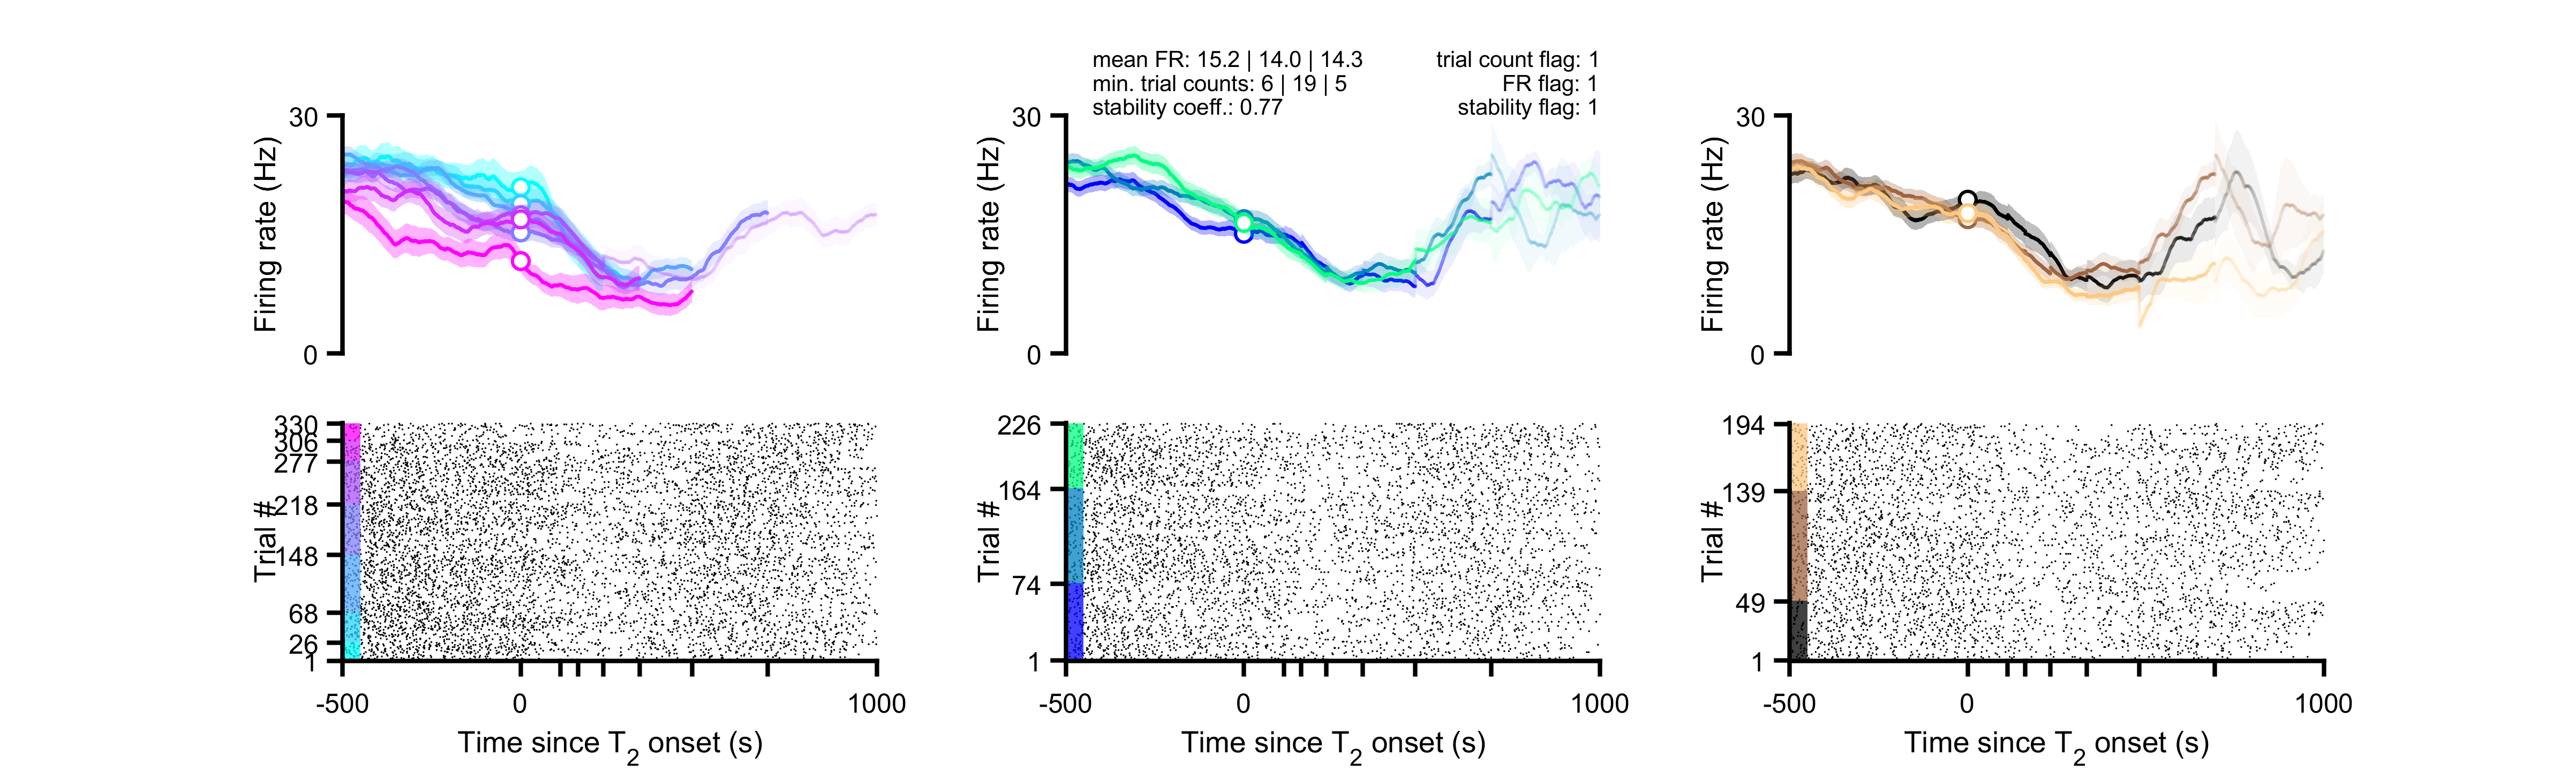 mean FR: 15.2 | 14.0 | 14.3
min. trial counts: 6 | 19 | 5
stability coeff.: 0.77
trial count flag: 1
FR flag: 1
stability flag: 1
30
0
Firing rate (Hz)
30
0
Firing rate (Hz)
30
0
Firing rate (Hz)
330
306
277
218
148
68
26
1
Trial #
-500
0
1000
Time since T2 onset (s)
226
164
74
1
Trial #
-500
0
1000
Time since T2 onset (s)
194
139
49
1
Trial #
-500
0
1000
Time since T2 onset (s)